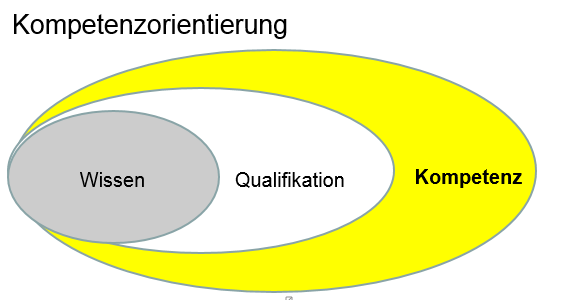 Kompetenzorientierung
Wissen
Qualifikation
Kompetenz